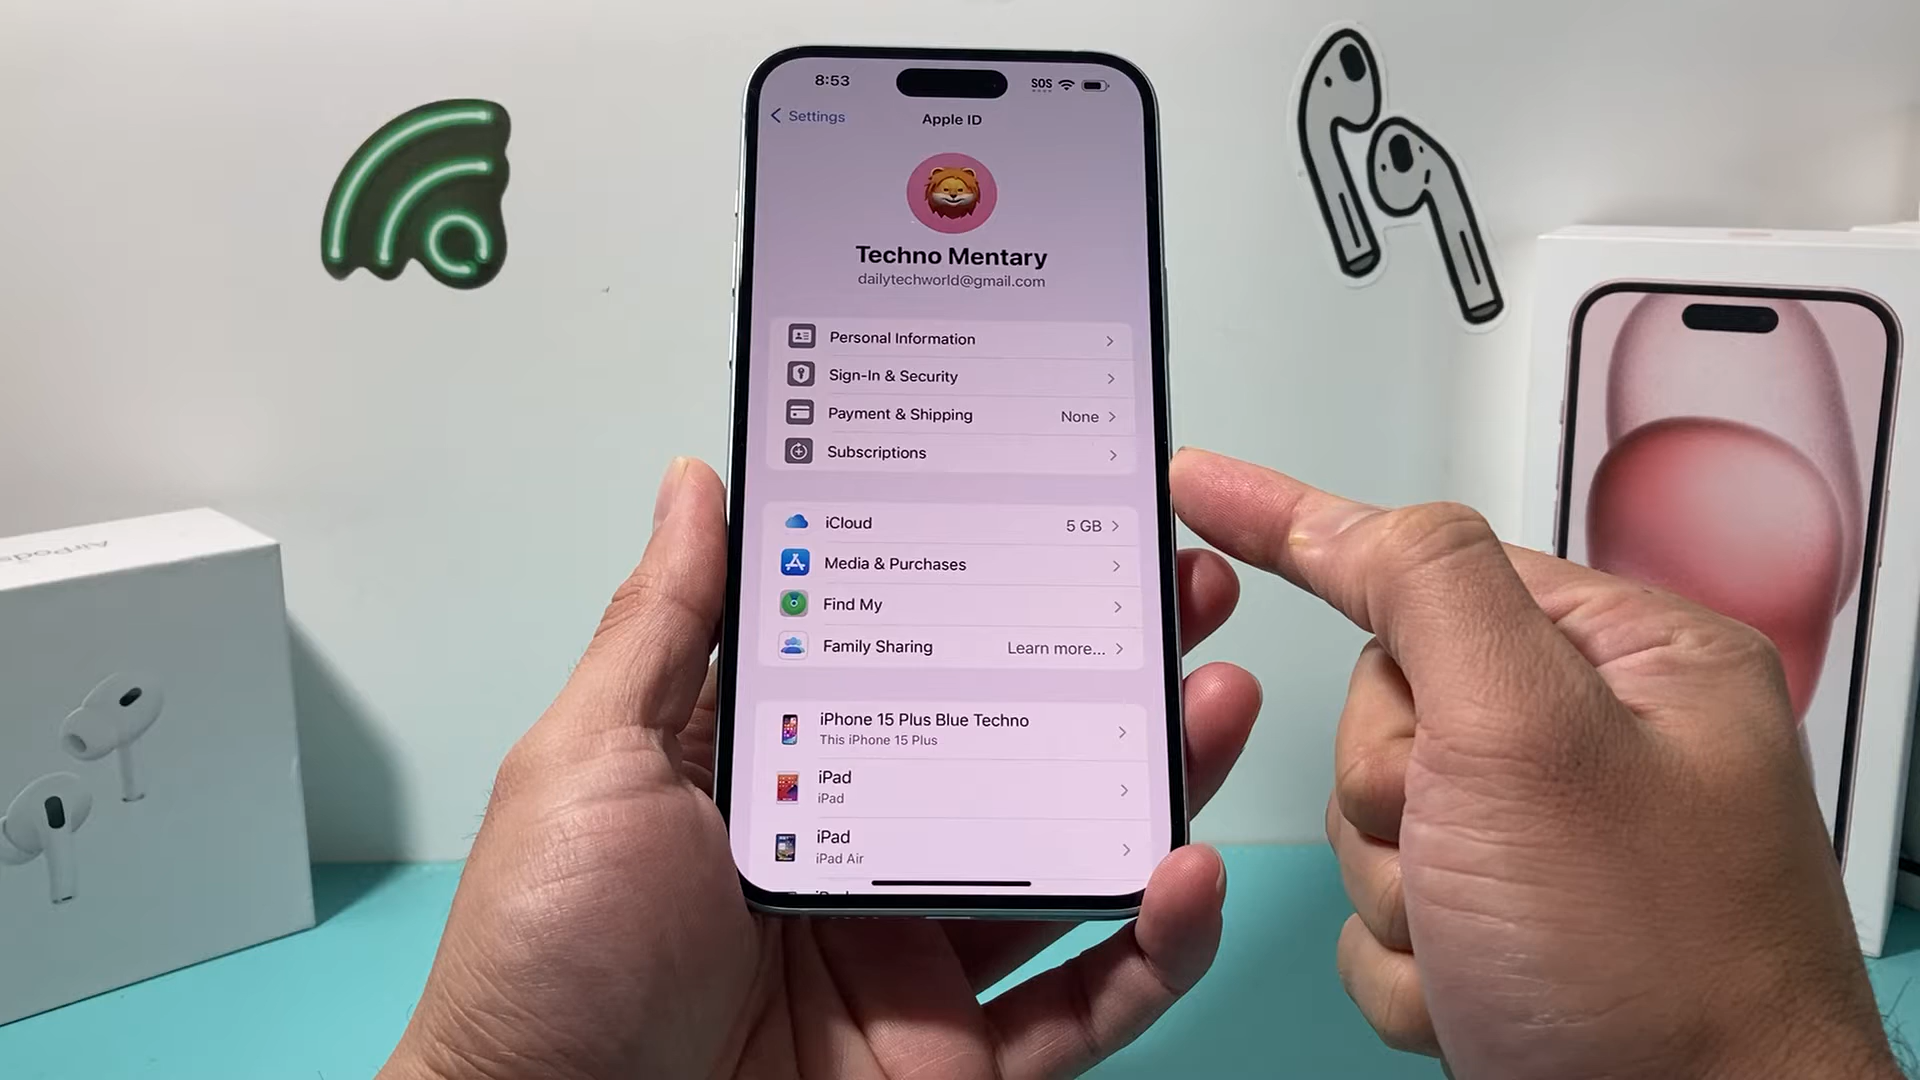 8:53
SOS
Settings
Apple ID
Techno Mentary
dailytechworld@gmail.com
Personal Information
Sign-In & Security
Payment & Shipping None
Subscriptions
iCloud 5 GB
Media & Purchases
Find My
Family Sharing Learn more...
iPhone 15 Plus Blue Techno
This iPhone 15 Plus
iPad
iPad
iPad
iPad Air
AirPods